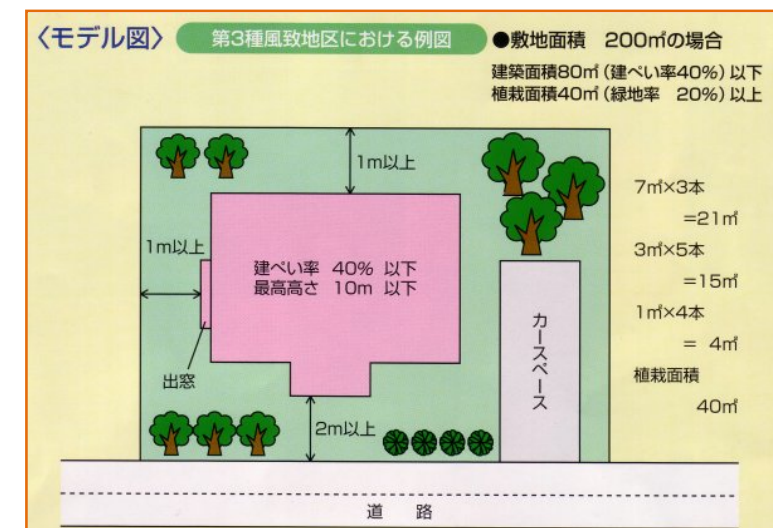 〈モデル図〉 第3種風致地区における例図 ●敷地面積 200㎡の場合
建築面積80㎡(建ぺい率40%)以下
植栽面積40㎡(緑地率 20%)以上
1m以上
1m以上
建ぺい率 40% 以下
最高高さ 10m 以下
出窓
2m以上
カースペース
7㎡×3本
=21㎡
3㎡×5本
=15㎡
1㎡×4本
= 4㎡
植栽面積
40㎡
道 路